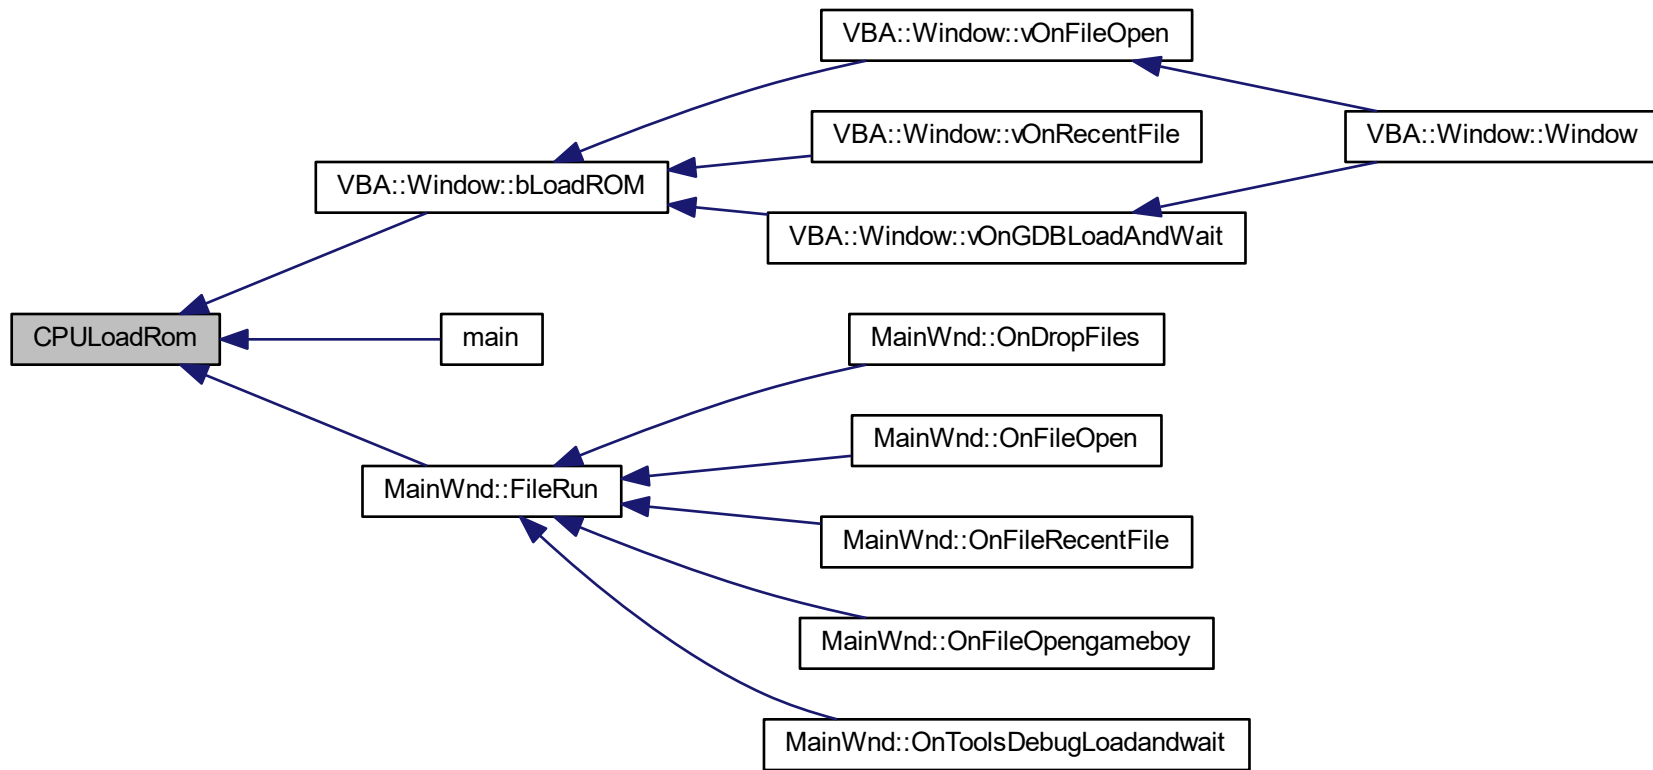 VBA::Window::vOnFileOpen
VBA::Window::vOnRecentFile
VBA::Window::Window
VBA::Window::bLoadROM
VBA::Window::vOnGDBLoadAndWait
CPULoadRom
main
MainWnd::OnDropFiles
MainWnd::OnFileOpen
MainWnd::FileRun
MainWnd::OnFileRecentFile
MainWnd::OnFileOpengameboy
MainWnd::OnToolsDebugLoadandwait